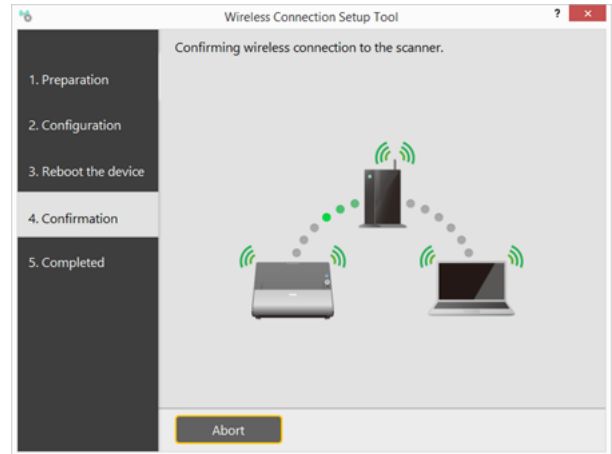 Wireless Connection Setup Tool
?
×
Confirming wireless connection to the scanner.
1. Preparation
2. Configuration
3. Reboot the device
4. Confirmation
5. Completed
Abort